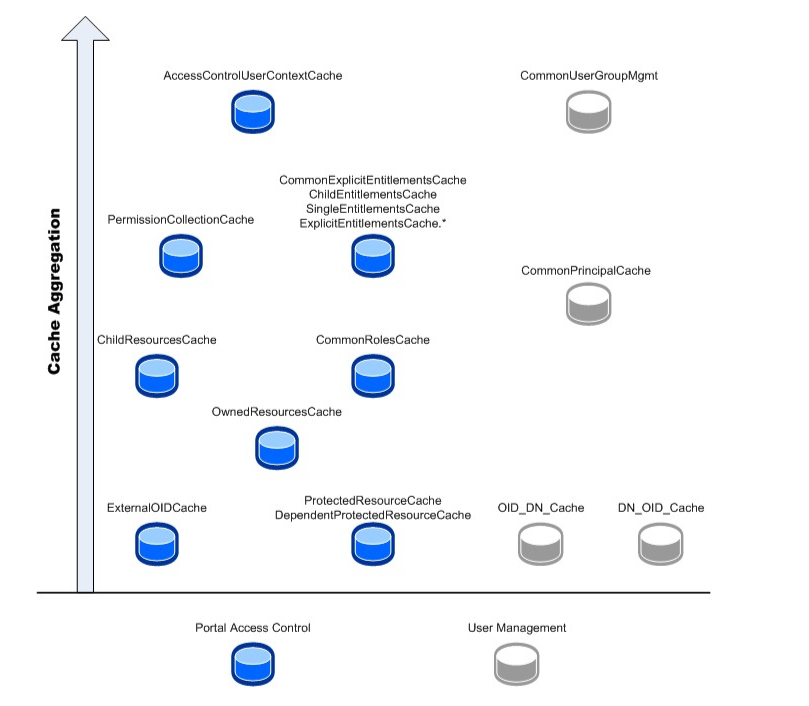 AccessControlUserContextCache
CommonUserGroupMgmt
CommonExplicitEntitlementsCache
ChildEntitlementsCache
SingleEntitlementsCache
ExplicitEntitlementsCache.*
PermissionCollectionCache
CommonPrincipalCache
Cache Aggregation
ChildResourcesCache
CommonRolesCache
OwnedResourcesCache
ExternalOIDCache
ProtectedResourceCache
DependentProtectedResourceCache
OID_DN_Cache
DN_OID_Cache
Portal Access Control
User Management